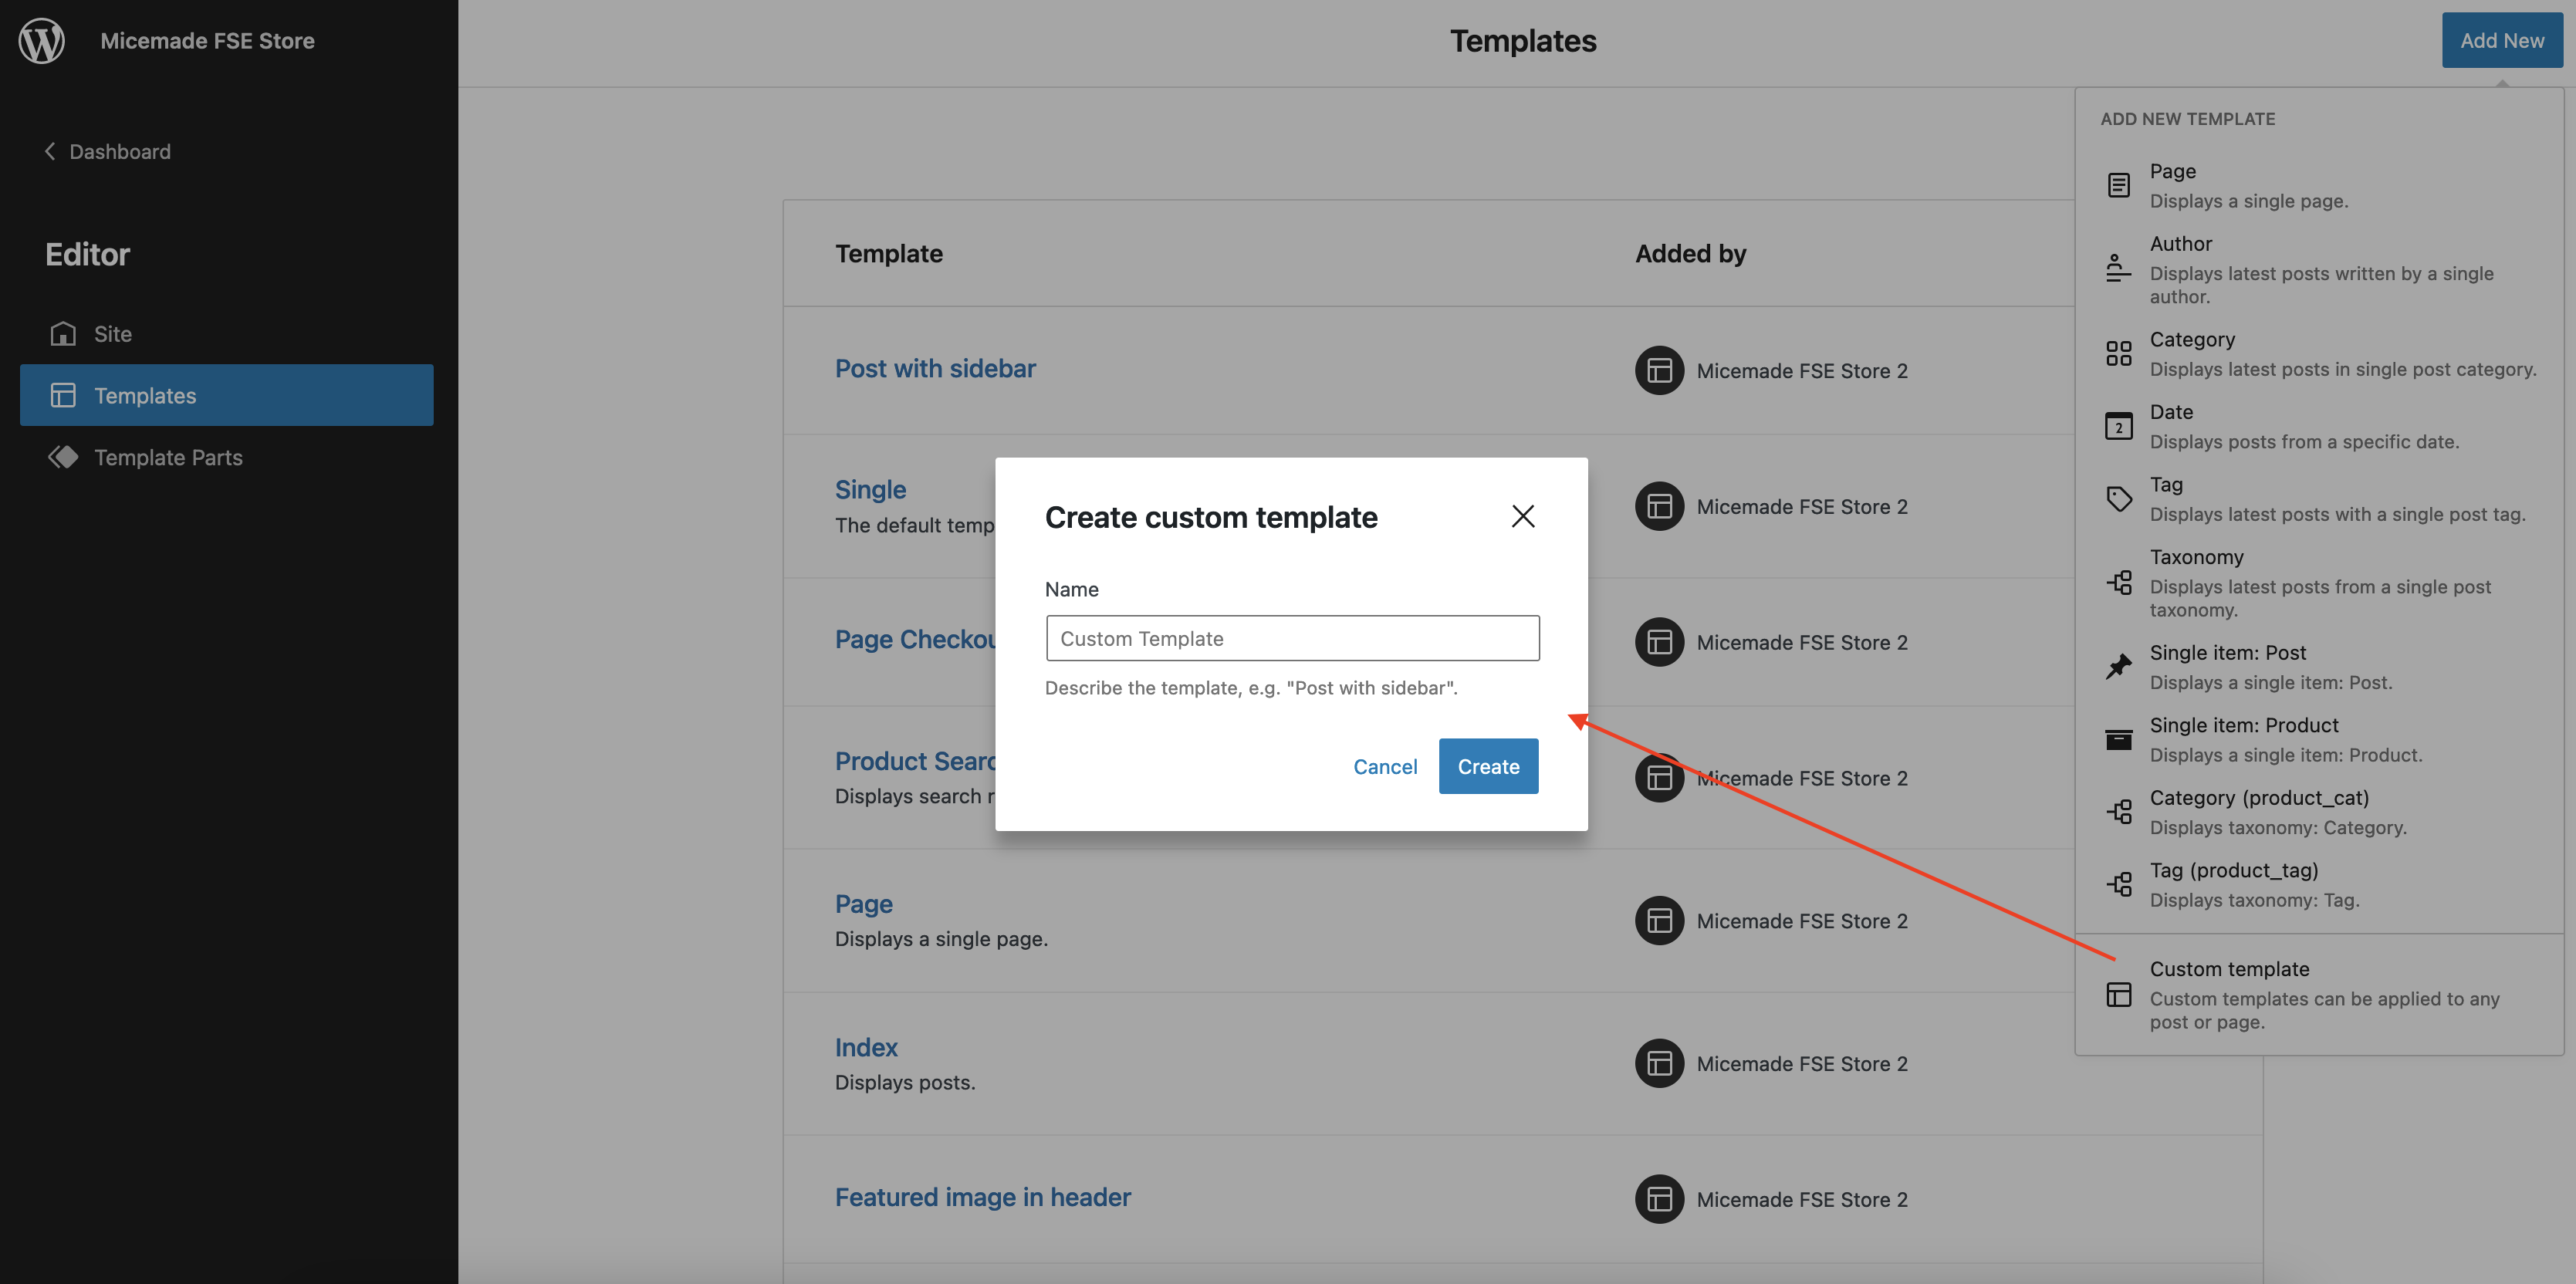 Micemade FSE Store
Dashboard
Editor
Site
Templates
Template Parts
Templates
Add New
Template
Added by
Post with sidebar
Micemade FSE Store 2
Single
The default temp
Micemade FSE Store 2
Page Checkou
Micemade FSE Store 2
Product Searc
Displays search r
Micemade FSE Store 2
Page
Displays a single page.
Micemade FSE Store 2
Index
Displays posts.
Micemade FSE Store 2
Featured image in header
Micemade FSE Store 2
Create custom template
Name
Custom Template
Describe the template, e.g. "Post with sidebar".
Cancel
Create
ADD NEW TEMPLATE
Page
Displays a single page.
Author
Displays latest posts written by a single
author.
Category
Displays latest posts in single post category.
2
Date
Displays posts from a specific date.
Tag
Displays latest posts with a single post tag.
Taxonomy
Displays latest posts from a single post
taxonomy.
Single item: Post
Displays a single item: Post.
Single item: Product
Displays a single item: Product.
Category (product_cat)
Displays taxonomy: Category.
Tag (product_tag)
Displays taxonomy: Tag.
Custom template
Custom templates can be applied to any
post or page.